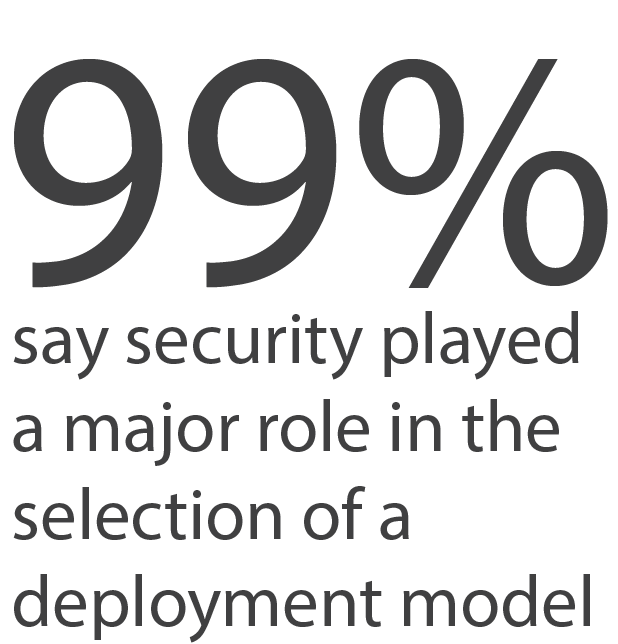 99%
say security played
a major role in the
selection of a
deployment model